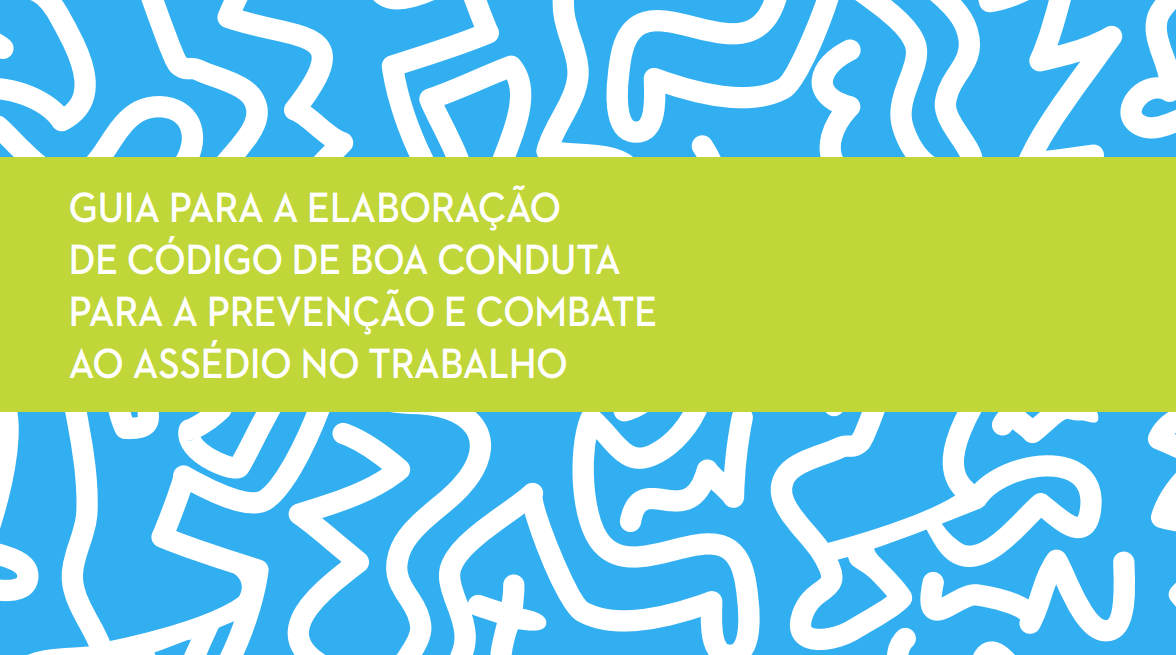 GUIA PARA A ELABORAÇÃO
DE CÓDIGO DE BOA CONDUTA
PARA A PREVENÇÃO E COMBATE
AO ASSÉDIO NO TRABALHO